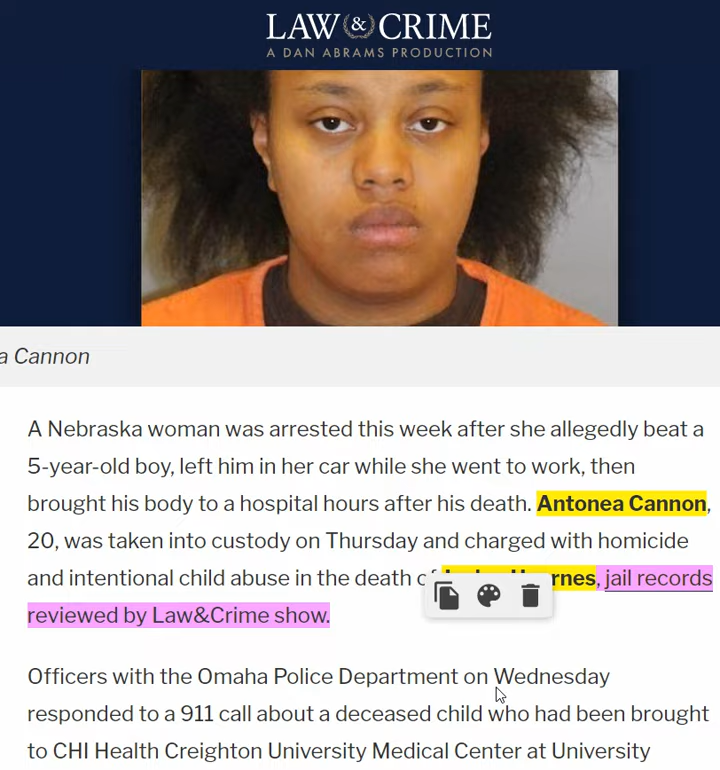 LAW & CRIME
A DAN ABRAMS PRODUCTION
a Cannon
A Nebraska woman was arrested this week after she allegedly beat a
5-year-old boy, left him in her car while she went to work, then
brought his body to a hospital hours after his death. Antonea Cannon,
20, was taken into custody on Thursday and charged with homicide
and intentional child abuse in the death jail records
reviewed by Law&Crime show.
Officers with the Omaha Police Department on Wednesday
responded to a 911 call about a deceased child who had been brought
to CHI Health Creighton University Medical Center at University